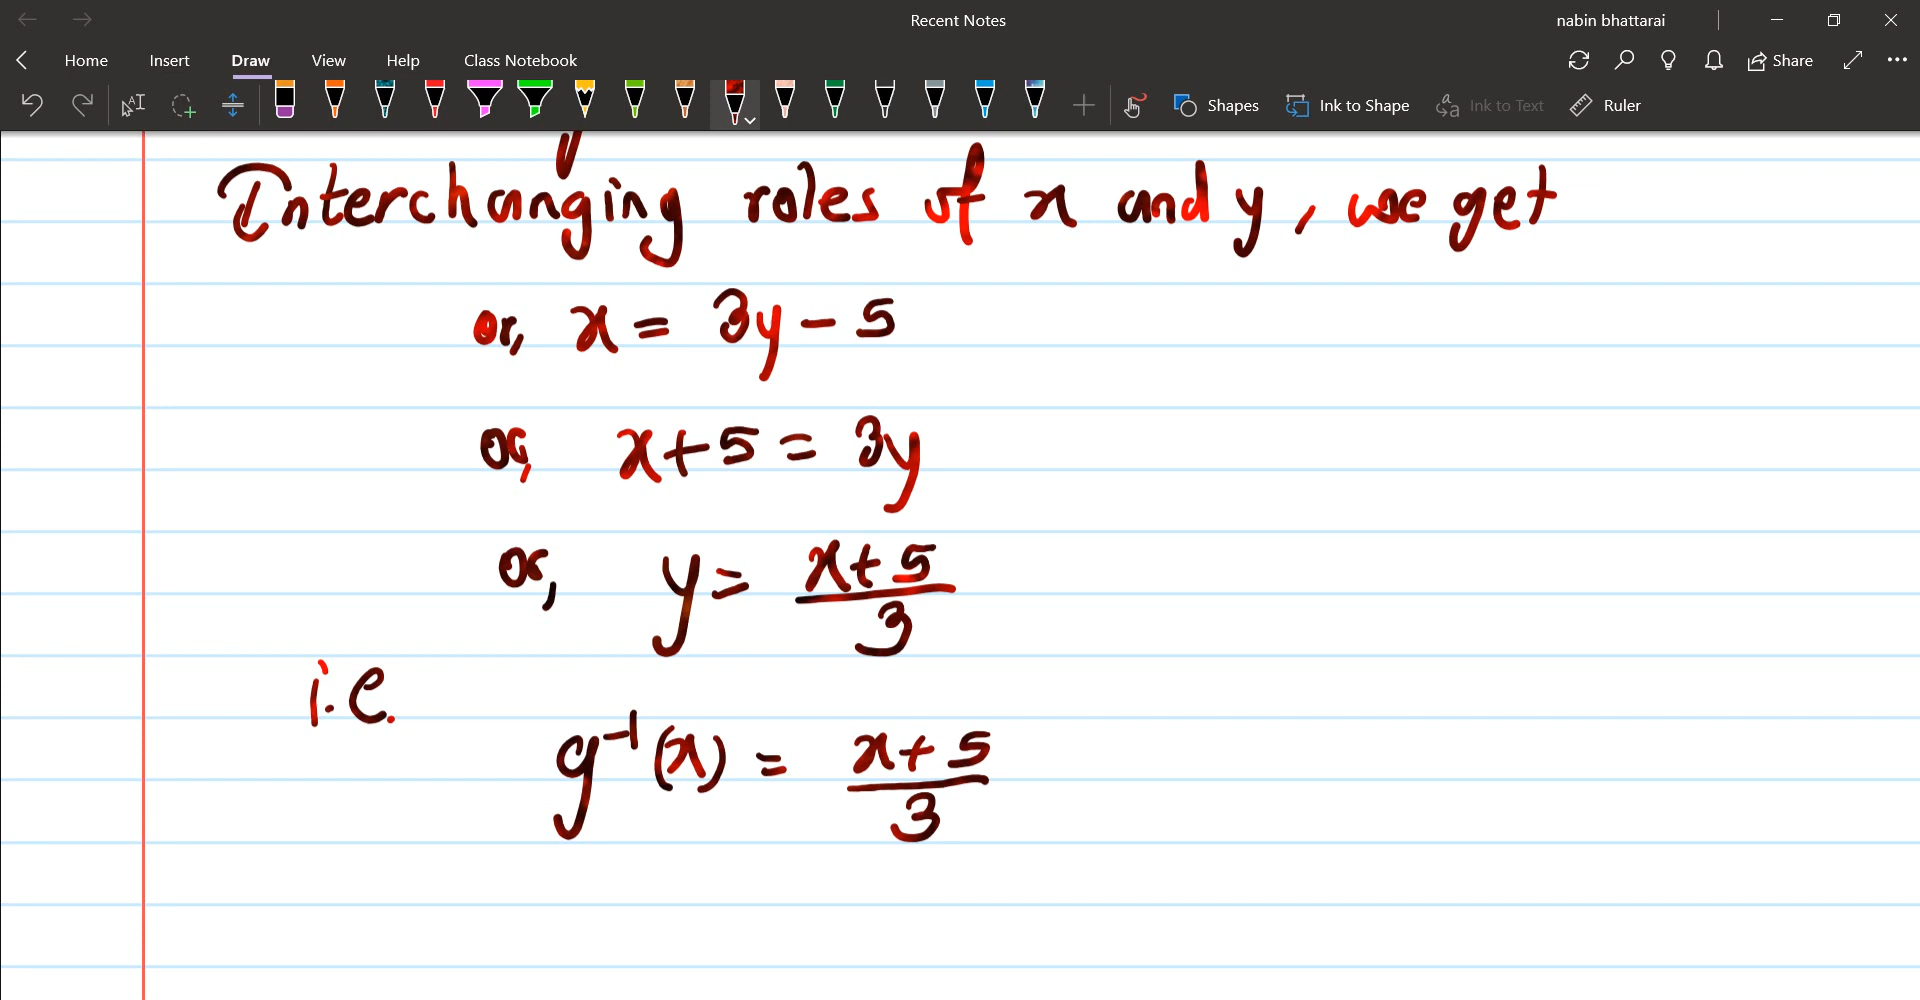 Recent Notes
nabin bhattarai
Home Insert Draw View Help Class Notebook Share
Shapes Ink to Shape Ink to Text Ruler
Interchanging roles of x and y, we get
or, x = 3y - 5
or, x+5 = 3y
or, y = \frac{x+5}{3}
i.e.
g^{-1}(x) = \frac{x+5}{3}